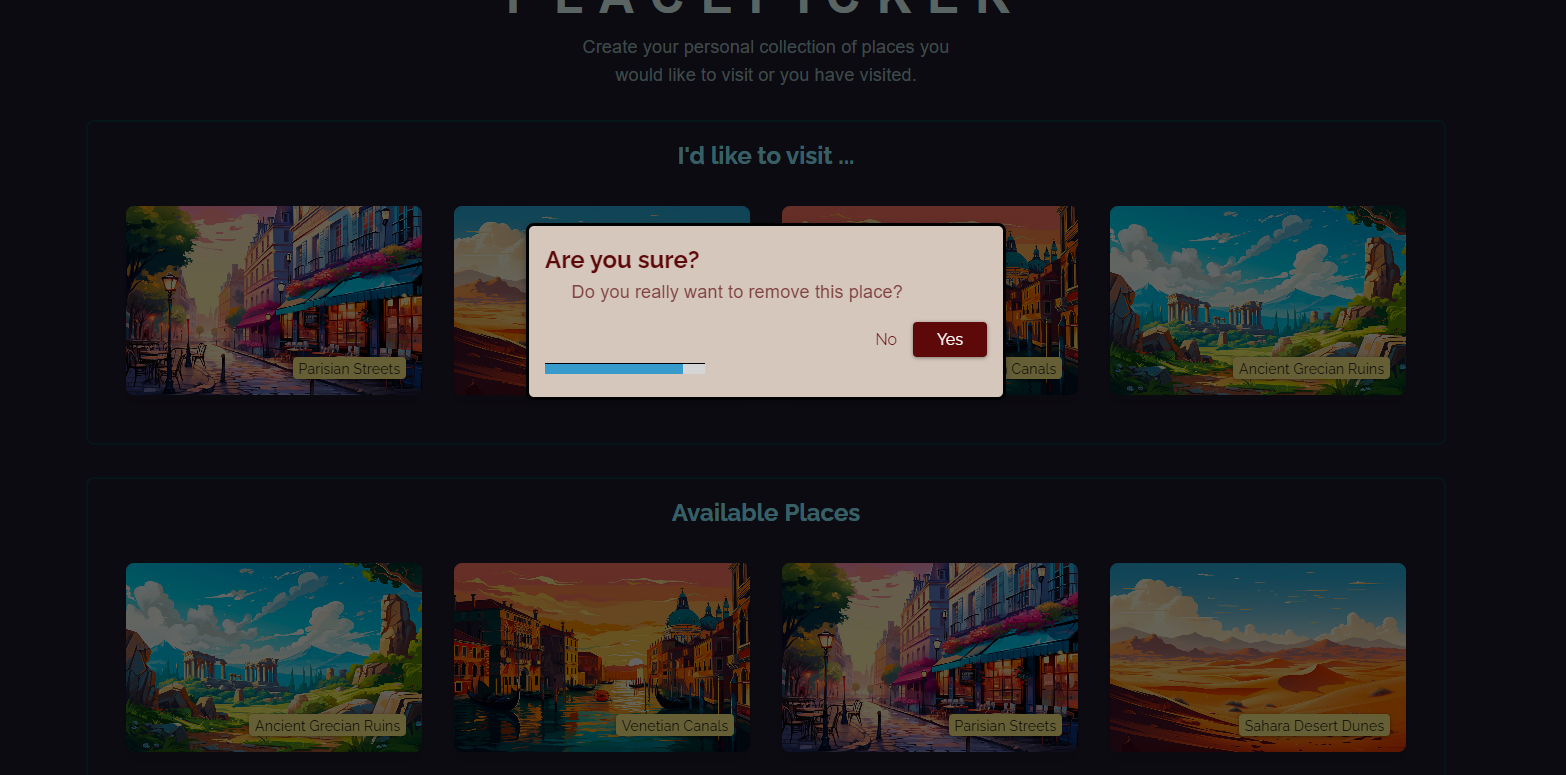 PLACEPICKER
Create your personal collection of places you
would like to visit or you have visited.
I'd like to visit ...
Are you sure?
Do you really want to remove this place?
No
Yes
Parisian Streets
Canals
Ancient Grecian Ruins
Available Places
Ancient Grecian Ruins
Venetian Canals
Parisian Streets
Sahara Desert Dunes